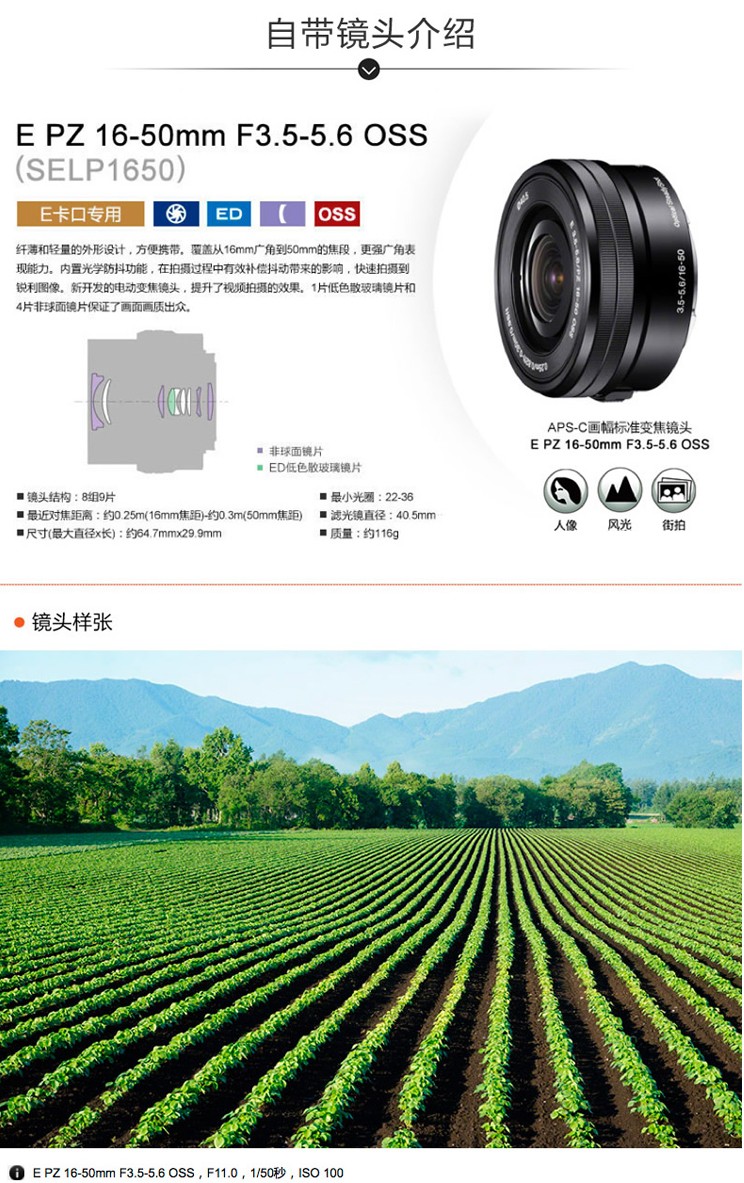 自带镜头介绍
E PZ 16-50mm F3.5-5.6 OSS
(SELP1650)
E卡口专用 ED OSS
纤薄和轻量的外形设计，方便携带。覆盖从16mm广角到50mm的焦段，更强广角表
现能力。内置光学防抖功能，在拍摄过程中有效补偿抖动带来的影响，快速拍摄到
锐利图像。新开发的电动变焦镜头，提升了视频拍摄的效果。1片低色散玻璃镜片和
4片非球面镜片保证了画面画质出众。
非球面镜片
ED低色散玻璃镜片
镜头结构：8组9片
最近对焦距离：约0.25m(16mm焦距)-约0.3m(50mm焦距)
尺寸(最大直径x长)：约64.7mmx29.9mm
最小光圈：22-36
滤光镜直径：40.5mm
质量：约116g
Optical SteadyShot
3.5-5.6/16-50
APS-C画幅标准变焦镜头
E PZ 16-50mm F3.5-5.6 OSS
人像 风光 街拍
镜头样张
E PZ 16-50mm F3.5-5.6 OSS，F11.0，1/50秒，ISO 100